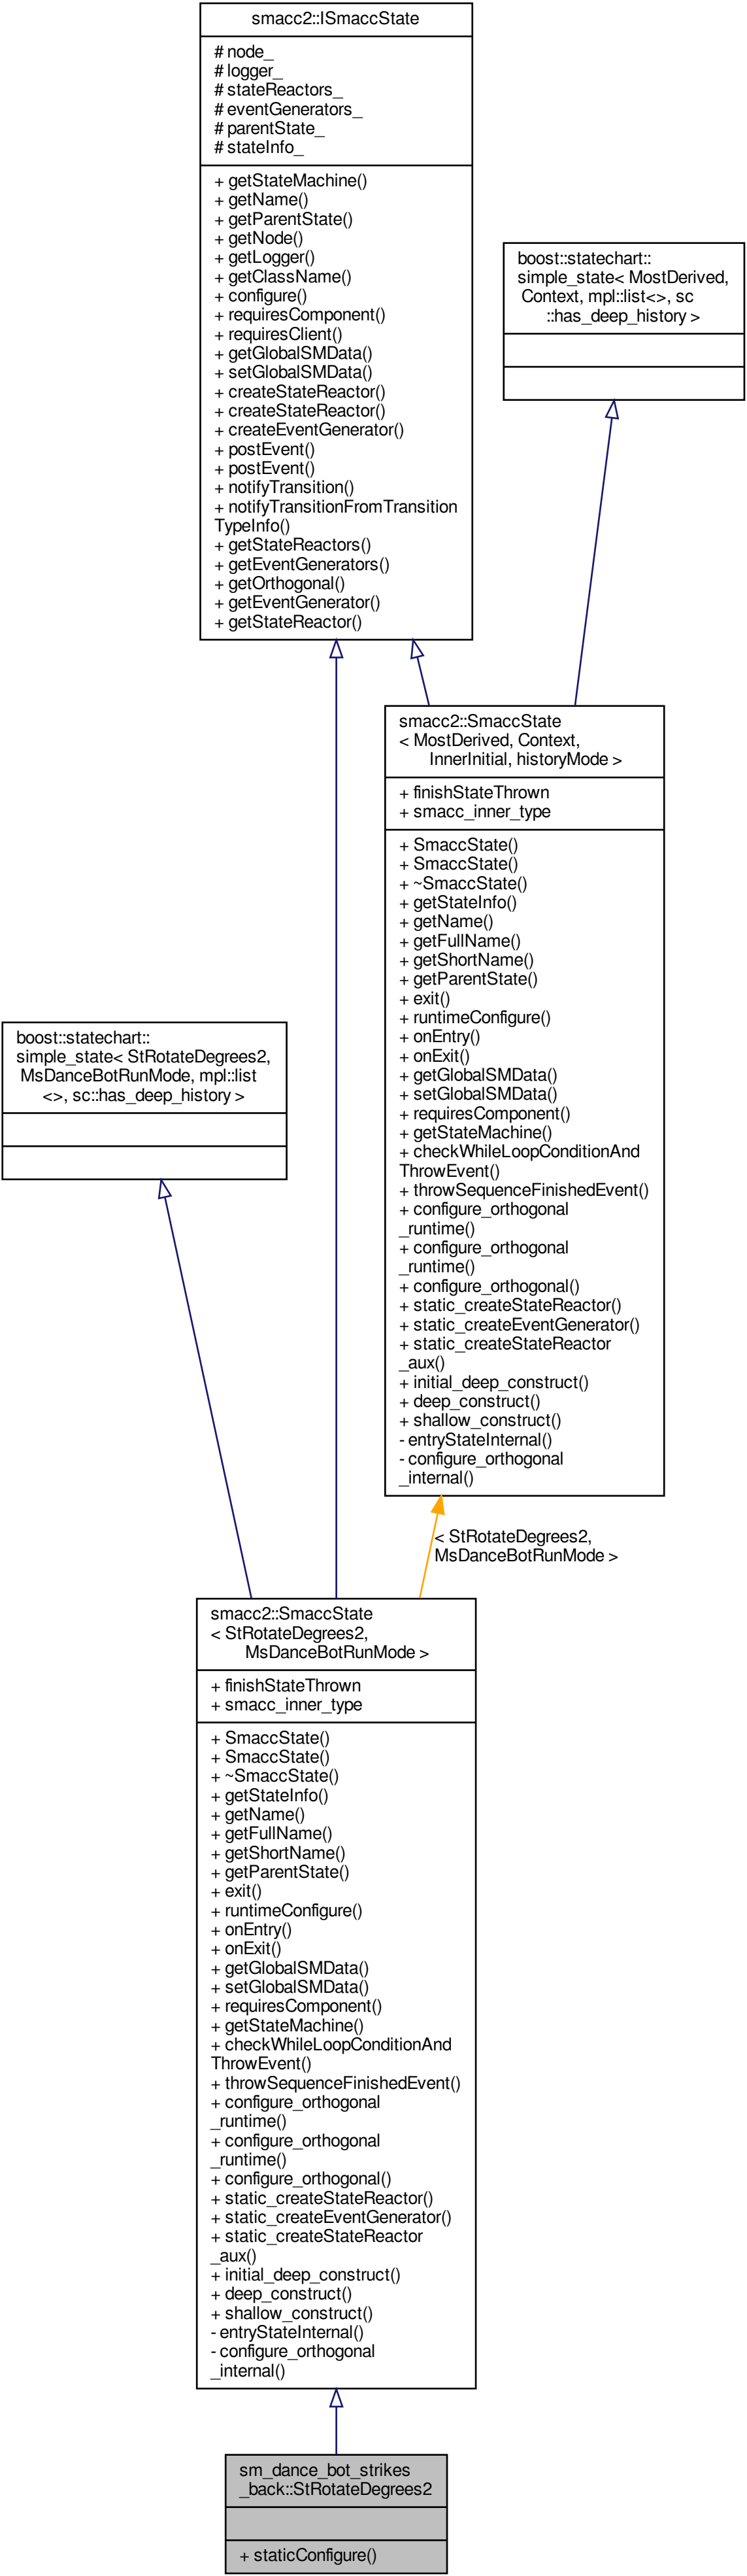 smacc2::ISmaccState
# node_
# logger_
# stateReactors_
# eventGenerators_
# parentState_
# stateInfo_
+ getStateMachine()
+ getName()
+ getParentState()
+ getNode()
+ getLogger()
+ getClassName()
+ configure()
+ requiresComponent()
+ requiresClient()
+ getGlobalSMData()
+ setGlobalSMData()
+ createStateReactor()
+ createStateReactor()
+ createEventGenerator()
+ postEvent()
+ postEvent()
+ notifyTransition()
+ notifyTransitionFromTransition
TypeInfo()
+ getStateReactors()
+ getEventGenerators()
+ getOrthogonal()
+ getEventGenerator()
+ getStateReactor()
boost::statechart::
simple_state< MostDerived,
Context, mpl::list<>, sc
::has_deep_history >
smacc2::SmaccState
< MostDerived, Context,
InnerInitial, historyMode >
+ finishStateThrown
+ smacc_inner_type
+ SmaccState()
+ SmaccState()
+ ~SmaccState()
+ getStateInfo()
+ getName()
+ getFullName()
+ getShortName()
+ getParentState()
+ exit()
+ runtimeConfigure()
+ onEntry()
+ onExit()
+ getGlobalSMData()
+ setGlobalSMData()
+ requiresComponent()
+ getStateMachine()
+ checkWhileLoopConditionAnd
ThrowEvent()
+ throwSequenceFinishedEvent()
+ configure_orthogonal
_runtime()
+ configure_orthogonal
_runtime()
+ configure_orthogonal()
+ static_createStateReactor()
+ static_createEventGenerator()
+ static_createStateReactor
_aux()
+ initial_deep_construct()
+ deep_construct()
+ shallow_construct()
- entryStateInternal()
- configure_orthogonal
_internal()
boost::statechart::
simple_state< StRotateDegrees2,
MsDanceBotRunMode, mpl::list
<>, sc::has_deep_history >
< StRotateDegrees2,
MsDanceBotRunMode >
smacc2::SmaccState
< StRotateDegrees2,
MsDanceBotRunMode >
+ finishStateThrown
+ smacc_inner_type
+ SmaccState()
+ SmaccState()
+ ~SmaccState()
+ getStateInfo()
+ getName()
+ getFullName()
+ getShortName()
+ getParentState()
+ exit()
+ runtimeConfigure()
+ onEntry()
+ onExit()
+ getGlobalSMData()
+ setGlobalSMData()
+ requiresComponent()
+ getStateMachine()
+ checkWhileLoopConditionAnd
ThrowEvent()
+ throwSequenceFinishedEvent()
+ configure_orthogonal
_runtime()
+ configure_orthogonal
_runtime()
+ configure_orthogonal()
+ static_createStateReactor()
+ static_createEventGenerator()
+ static_createStateReactor
_aux()
+ initial_deep_construct()
+ deep_construct()
+ shallow_construct()
- entryStateInternal()
- configure_orthogonal
_internal()
sm_dance_bot_strikes
_back::StRotateDegrees2
+ staticConfigure()